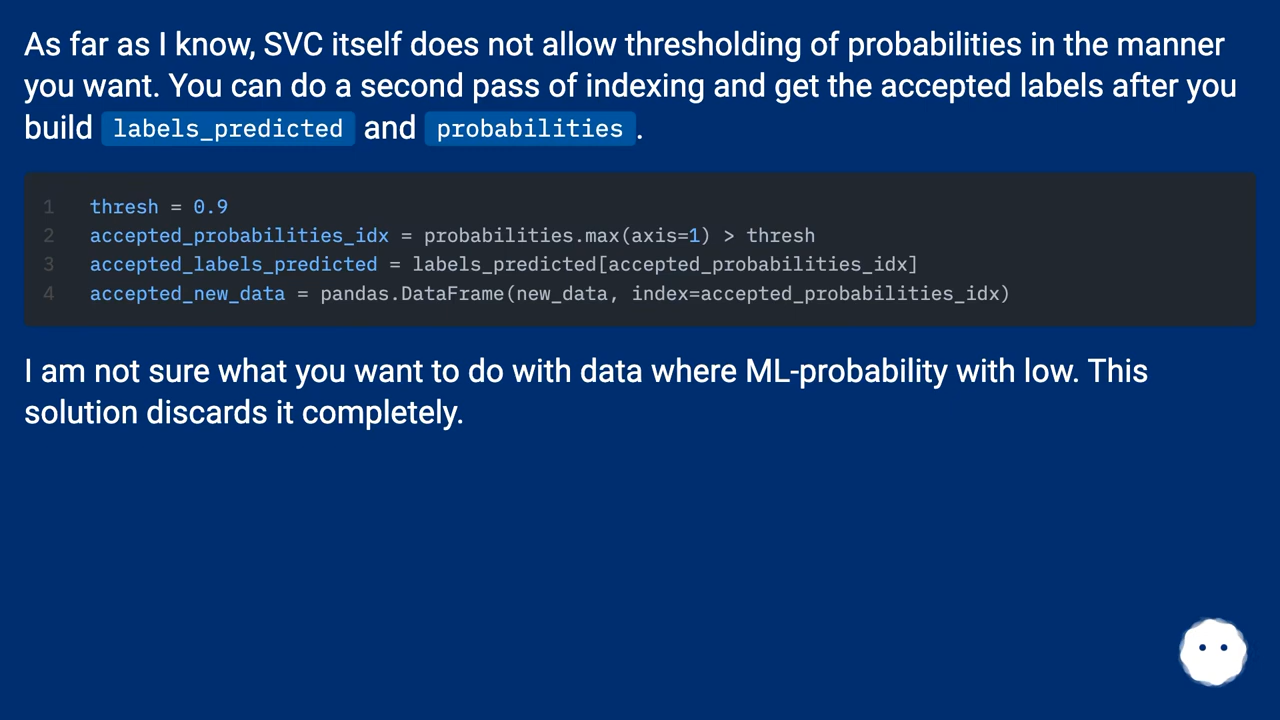 As far as I know, SVC itself does not allow thresholding of probabilities in the manner
you want. You can do a second pass of indexing and get the accepted labels after you
build labels_predicted and probabilities.
1 thresh = 0.9
2 accepted_probabilities_idx = probabilities.max(axis=1) > thresh
3 accepted_labels_predicted = labels_predicted[accepted_probabilities_idx]
4 accepted_new_data = pandas.DataFrame(new_data, index=accepted_probabilities_idx)
I am not sure what you want to do with data where ML-probability with low. This
solution discards it completely.